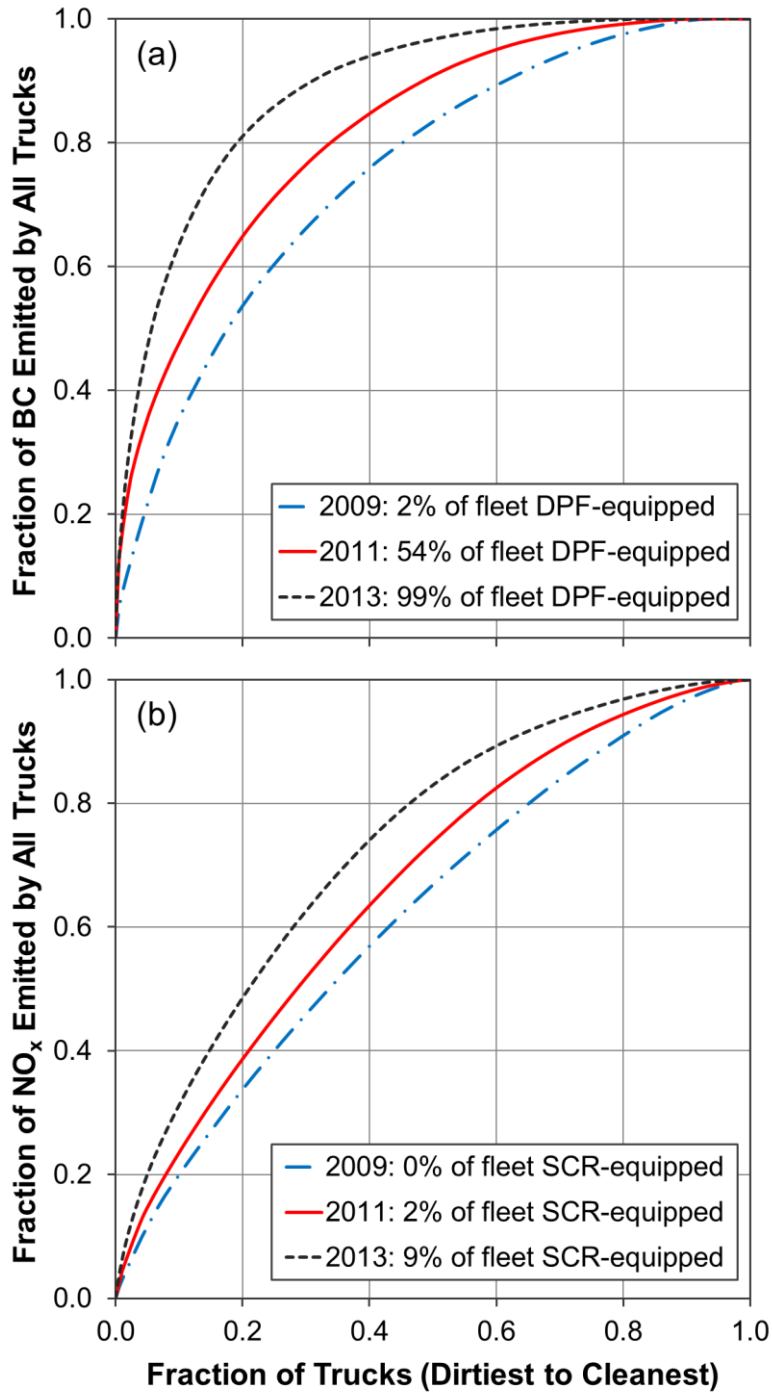 (a)
Fraction of BC Emitted by All Trucks
1.0
0.8
0.6
0.4
0.2
0.0
2009: 2% of fleet DPF-equipped
2011: 54% of fleet DPF-equipped
2013: 99% of fleet DPF-equipped
(b)
Fraction of NOx Emitted by All Trucks
1.0
0.8
0.6
0.4
0.2
0.0
2009: 0% of fleet SCR-equipped
2011: 2% of fleet SCR-equipped
2013: 9% of fleet SCR-equipped
0.0 0.2 0.4 0.6 0.8 1.0
Fraction of Trucks (Dirtiest to Cleanest)